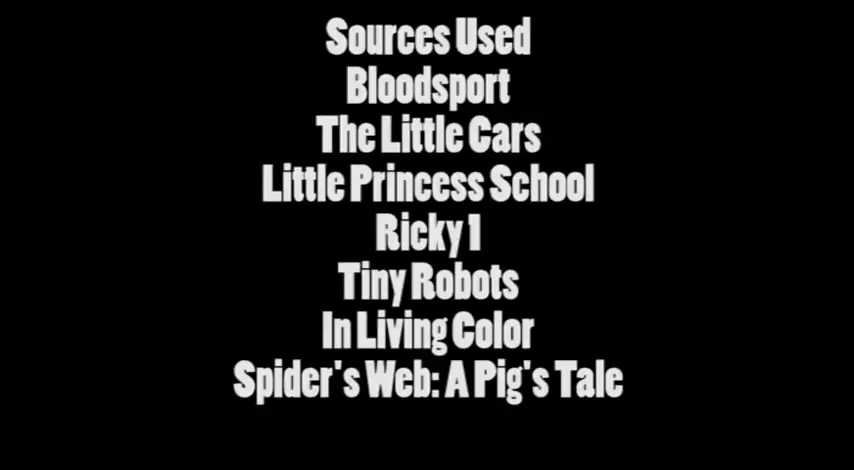 Sources Used
Bloodsport
The Little Cars
Little Princess School
Ricky 1
Tiny Robots
In Living Color
Spider's Web: A Pig's Tale